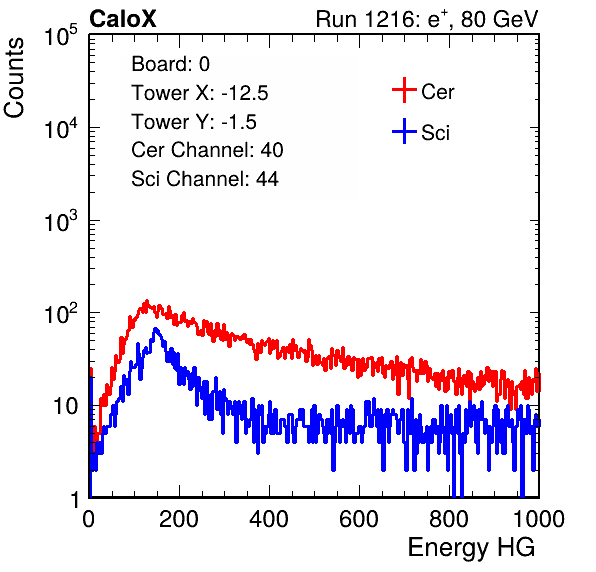 CaloX Run 1216: e⁺, 80 GeV
Counts
10⁵
10⁴
10³
10²
10
1
Board: 0
Tower X: -12.5
Tower Y: -1.5
Cer Channel: 40
Sci Channel: 44
Cer
Sci
0 200 400 600 800 1000
Energy HG